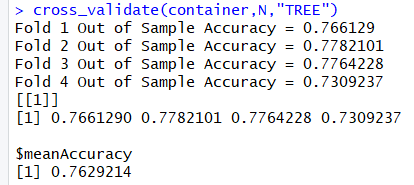 > cross_validate(container,N,"TREE")
Fold 1 Out of Sample Accuracy = 0.766129
Fold 2 Out of Sample Accuracy = 0.7782101
Fold 3 Out of Sample Accuracy = 0.7764228
Fold 4 Out of Sample Accuracy = 0.7309237
[[1]]
[1] 0.7661290 0.7782101 0.7764228 0.7309237

$meanAccuracy
[1] 0.7629214